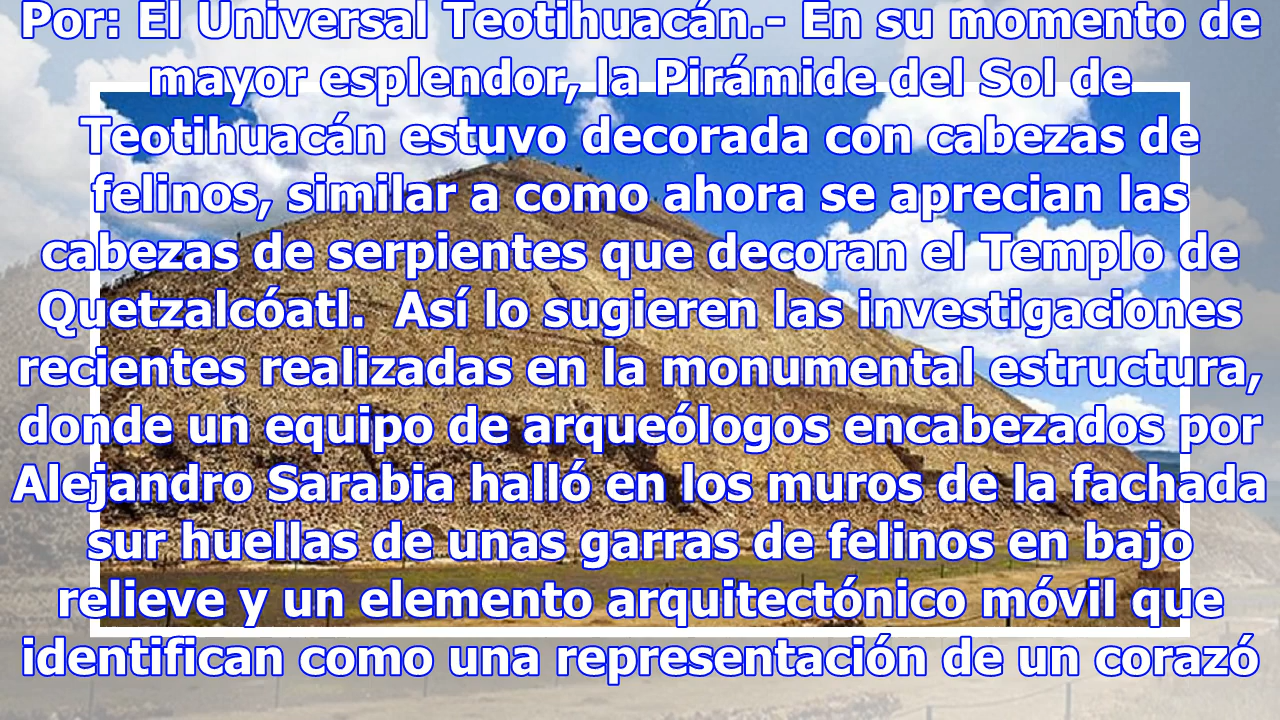 Por: El Universal Teotihuacán.- En su momento de
mayor esplendor, la Pirámide del Sol de
Teotihuacán estuvo decorada con cabezas de
felinos, similar a como ahora se aprecian las
cabezas de serpientes que decoran el Templo de
Quetzalcóatl.  Así lo sugieren las investigaciones
recientes realizadas en la monumental estructura,
donde un equipo de arqueólogos encabezados por
Alejandro Sarabia halló en los muros de la fachada
sur huellas de unas garras de felinos en bajo
relieve y un elemento arquitectónico móvil que
identifican como una representación de un corazó